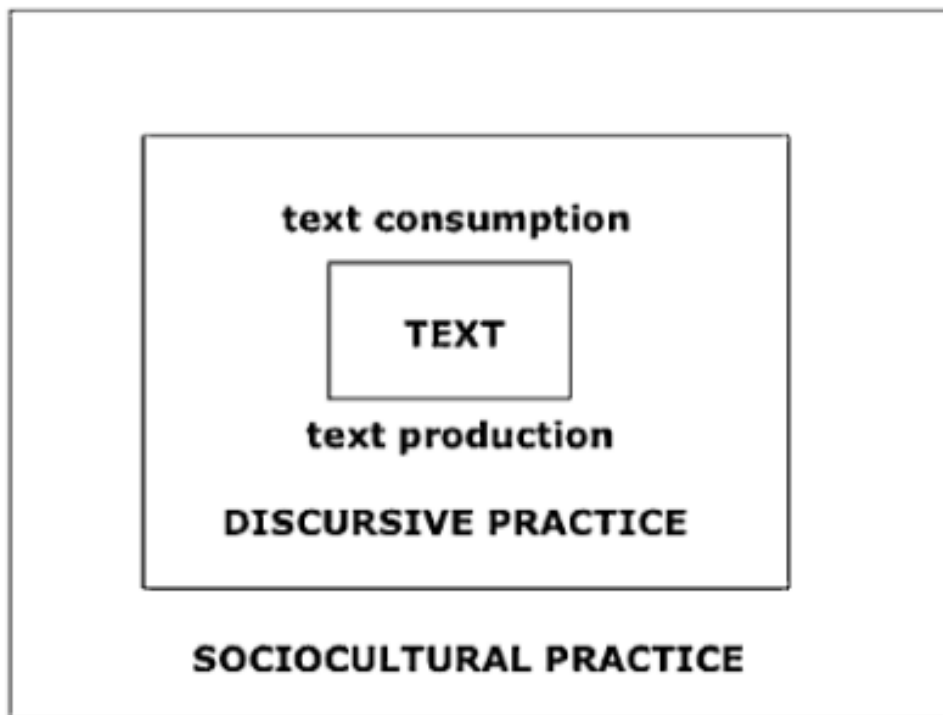 text consumption
TEXT
text production
DISCURSIVE PRACTICE
SOCIOCULTURAL PRACTICE